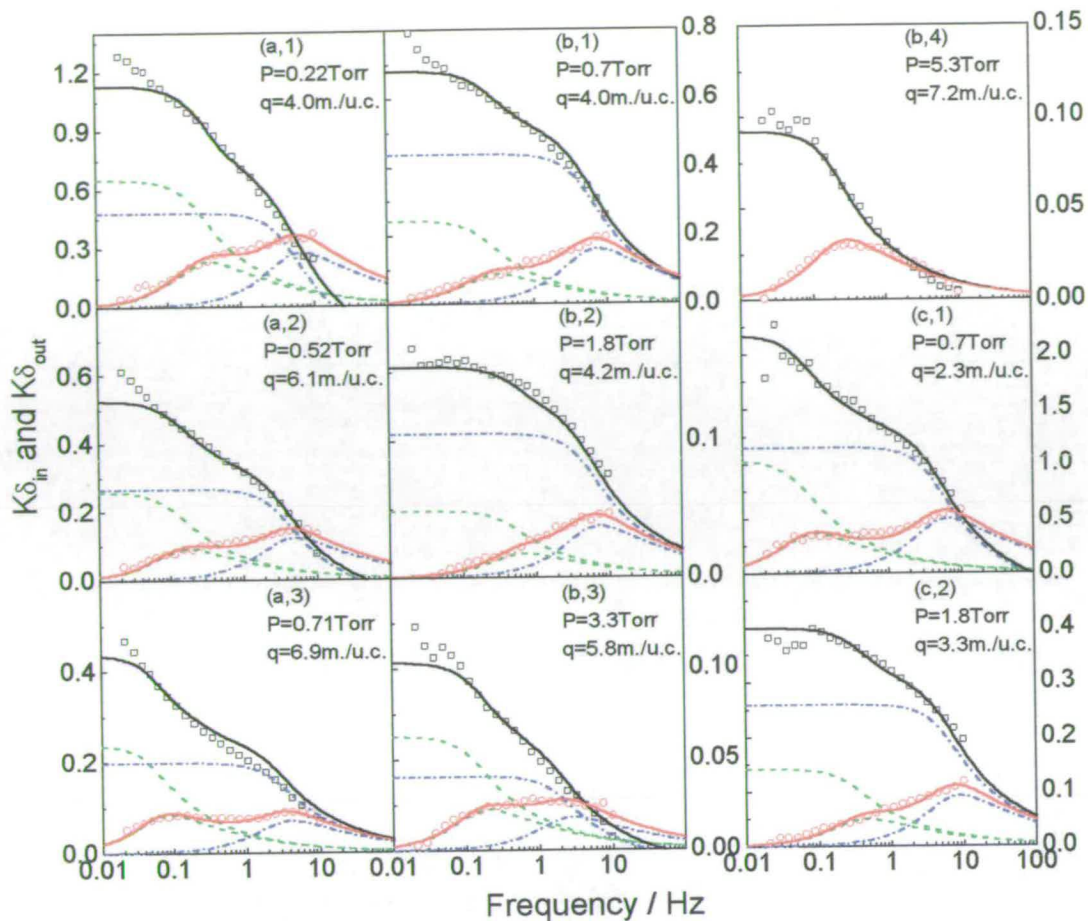 (a,1)
P=0.22Torr
q=4.0m./u.c.
1.2
0.9
0.6
0.3
0.0
(b,1)
P=0.7Torr
q=4.0m./u.c.
0.8
0.6
0.4
0.2
0.0
(b,4)
P=5.3Torr
q=7.2m./u.c.
0.15
0.10
0.05
0.00
(a,2)
P=0.52Torr
q=6.1m./u.c.
0.6
0.4
0.2
0.0
(b,2)
P=1.8Torr
q=4.2m./u.c.
0.1
0.0
(c,1)
P=0.7Torr
q=2.3m./u.c.
2.0
1.5
1.0
0.5
0.0
(a,3)
P=0.71Torr
q=6.9m./u.c.
0.4
0.2
0.0
(b,3)
P=3.3Torr
q=5.8m./u.c.
0.10
0.05
0.00
(c,2)
P=1.8Torr
q=3.3m./u.c.
0.4
0.3
0.2
0.1
0.0
Kδin and Kδout
0.01 0.1 1 10
0.01 0.1 1 10
0.01 0.1 1 10 100
Frequency / Hz